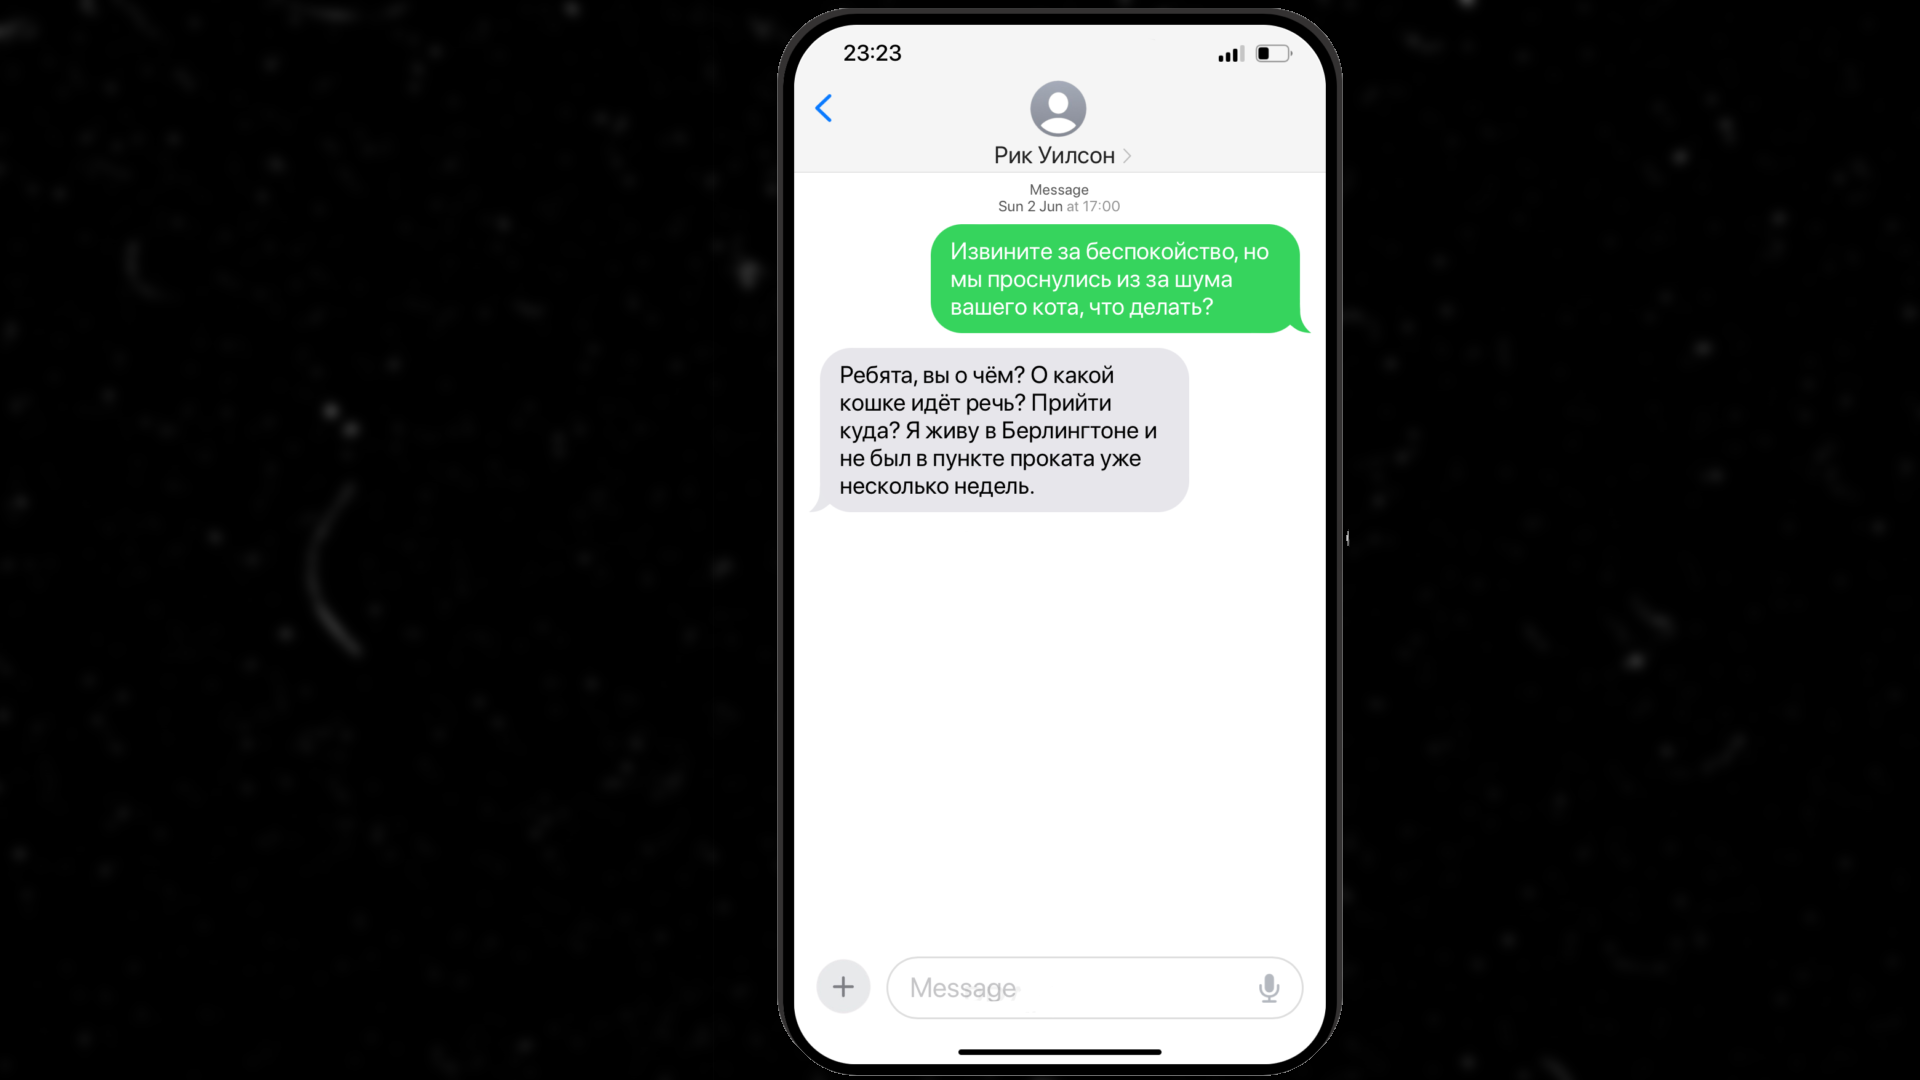 23:23
Рик Уилсон
Message
Sun 2 Jun at 17:00
Извините за беспокойство, но
мы проснулись из за шума
вашего кота, что делать?
Ребята, вы о чём? О какой
кошке идёт речь? Прийти
куда? Я живу в Берлингтоне и
не был в пункте проката уже
несколько недель.
Message